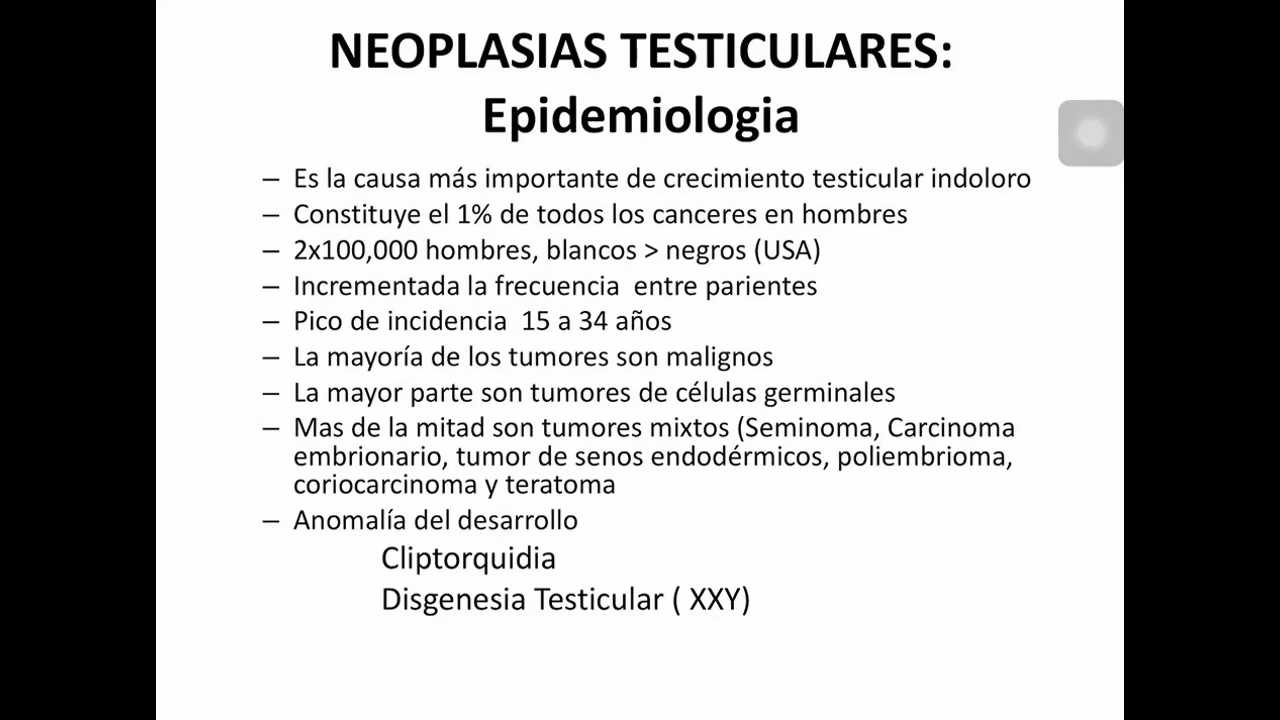 NEOPLASIAS TESTICULARES:
Epidemiologia
– Es la causa más importante de crecimiento testicular indoloro
– Constituye el 1% de todos los canceres en hombres
– 2x100,000 hombres, blancos > negros (USA)
– Incrementada la frecuencia  entre parientes
– Pico de incidencia  15 a 34 años
– La mayoría de los tumores son malignos
– La mayor parte son tumores de células germinales
– Mas de la mitad son tumores mixtos (Seminoma, Carcinoma
embrionario, tumor de senos endodérmicos, poliembrioma,
coriocarcinoma y teratoma
– Anomalía del desarrollo
Cliptorquidia
Disgenesia Testicular ( XXY)